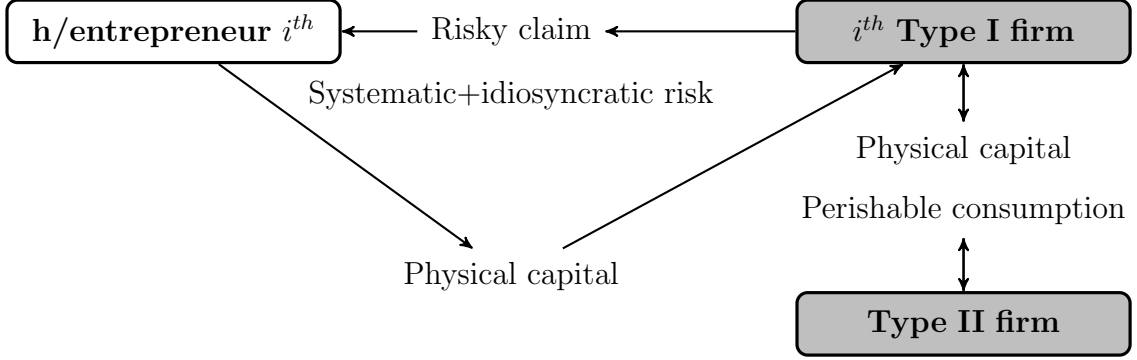 h/entrepreneur i^{th}
Risky claim
i^{th} Type I firm
Systematic+idiosyncratic risk
Physical capital
Perishable consumption
Physical capital
Type II firm